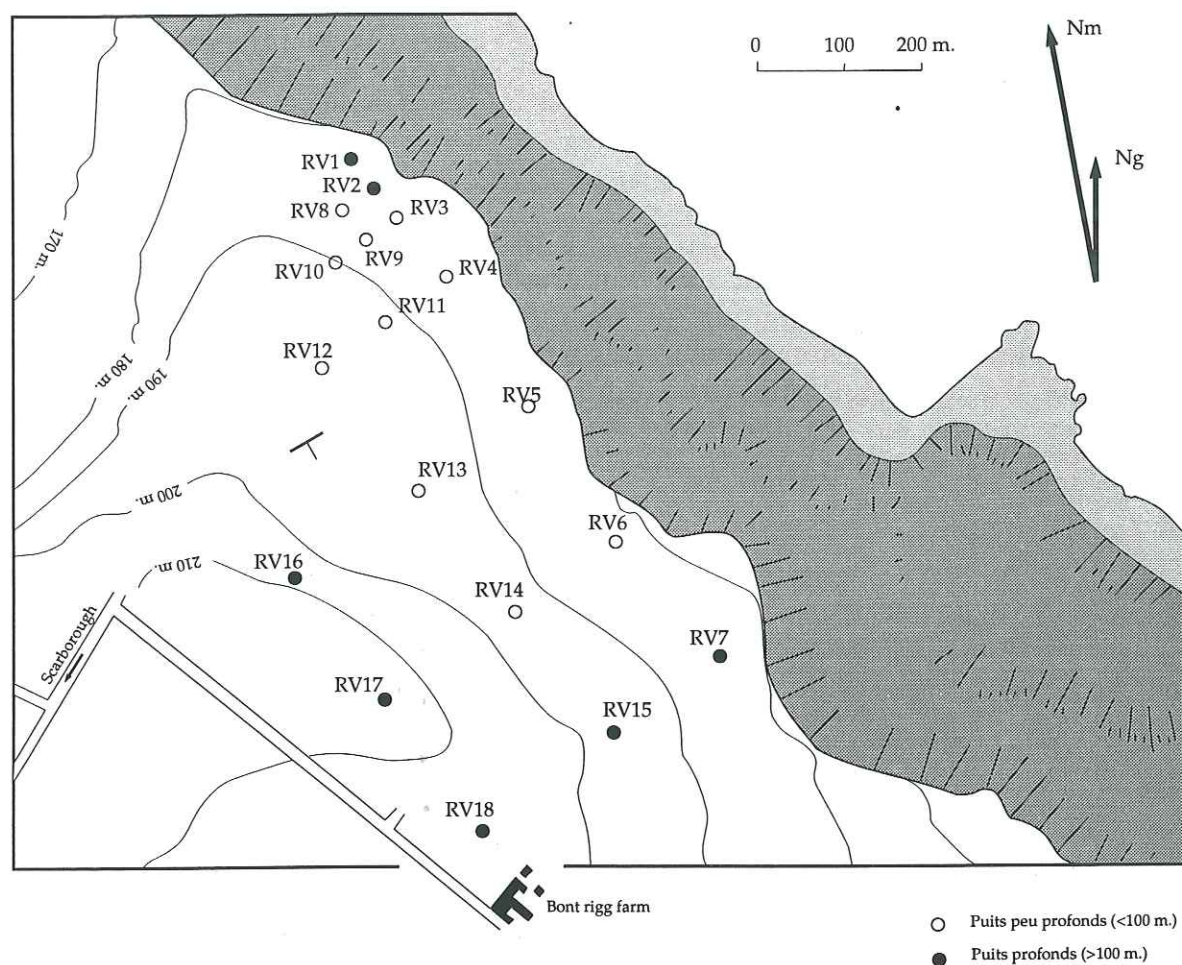 0 100 200 m.
Nm
Ng
RV1
RV2
RV8
RV3
RV9
RV10
RV4
RV11
RV12
RV5
RV13
RV6
RV16
RV14
RV7
RV17
RV15
RV18
170 m.
180 m.
190 m.
200 m.
210 m.
Scarborough
Bont rigg farm
Puits peu profonds (<100 m.)
Puits profonds (>100 m.)